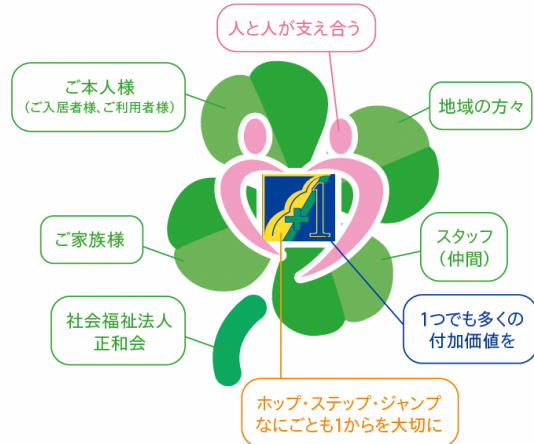 人と人が支え合う
ご本人様
（ご入居者様、ご利用者様）
地域の方々
+1
ご家族様
スタッフ
（仲間）
社会福祉法人
正和会
1つでも多くの
付加価値を
ホップ・ステップ・ジャンプ
なにごとも1からを大切に